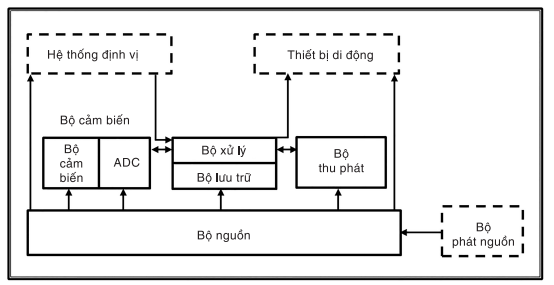 Hệ thống định vị
Thiết bị di động
Bộ cảm biến
Bộ
cảm
biến
ADC
Bộ xử lý
Bộ lưu trữ
Bộ
thu phát
Bộ nguồn
Bộ
phát nguồn